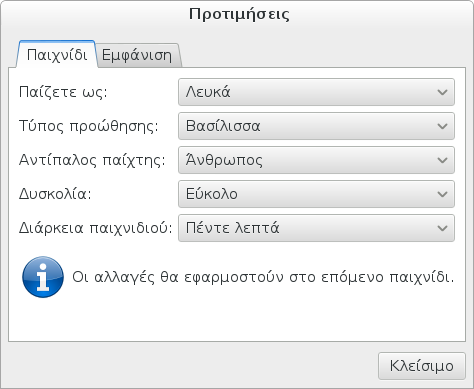 Προτιμήσεις
Παιχνίδι Εμφάνιση
Παίζετε ως: Λευκά
Τύπος προώθησης: Βασίλισσα
Αντίπαλος παίχτης: Άνθρωπος
Δυσκολία: Εύκολο
Διάρκεια παιχνιδιού: Πέντε λεπτά
Οι αλλαγές θα εφαρμοστούν στο επόμενο παιχνίδι.
Κλείσιμο